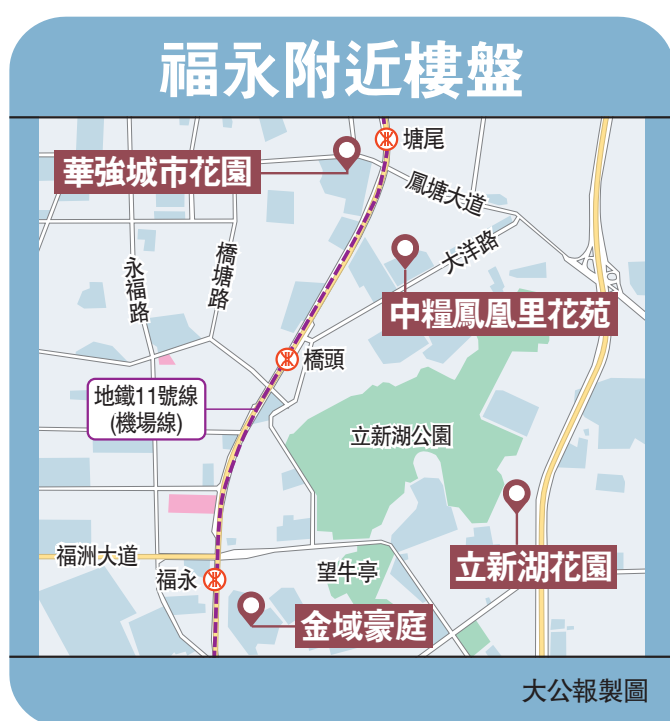 福永附近樓盤
塘尾
華強城市花園
鳳塘大道
大洋路
橋塘路
永福路
中糧鳳凰里花苑
橋頭
地鐵11號線
(機場線)
立新湖公園
福洲大道
望牛亭
立新湖花園
福永
金域豪庭
大公報製圖